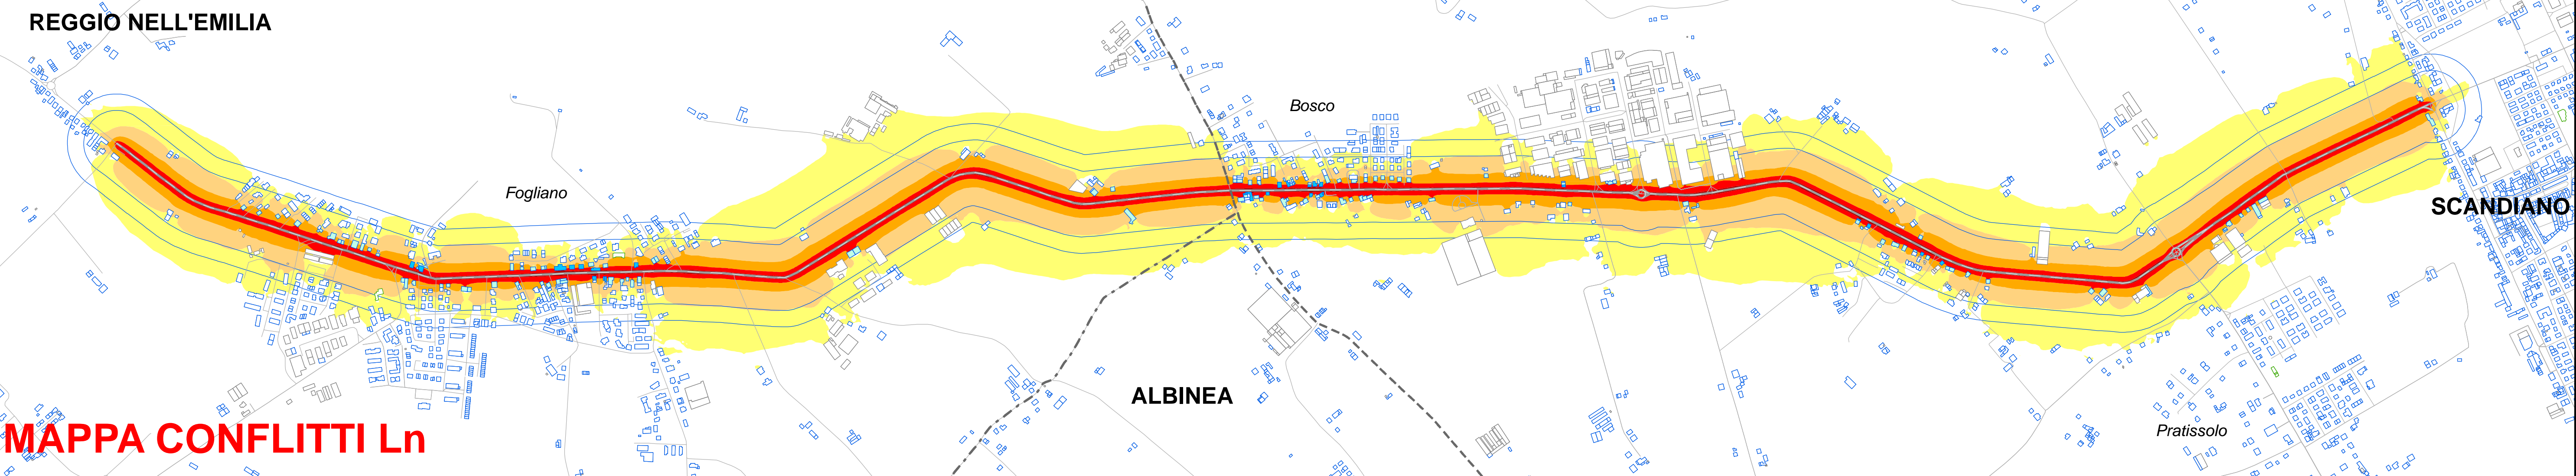 REGGIO NELL'EMILIA
Bosco
Fogliano
SCANDIANO
ALBINEA
MAPPA CONFLITTI Ln
Pratissolo